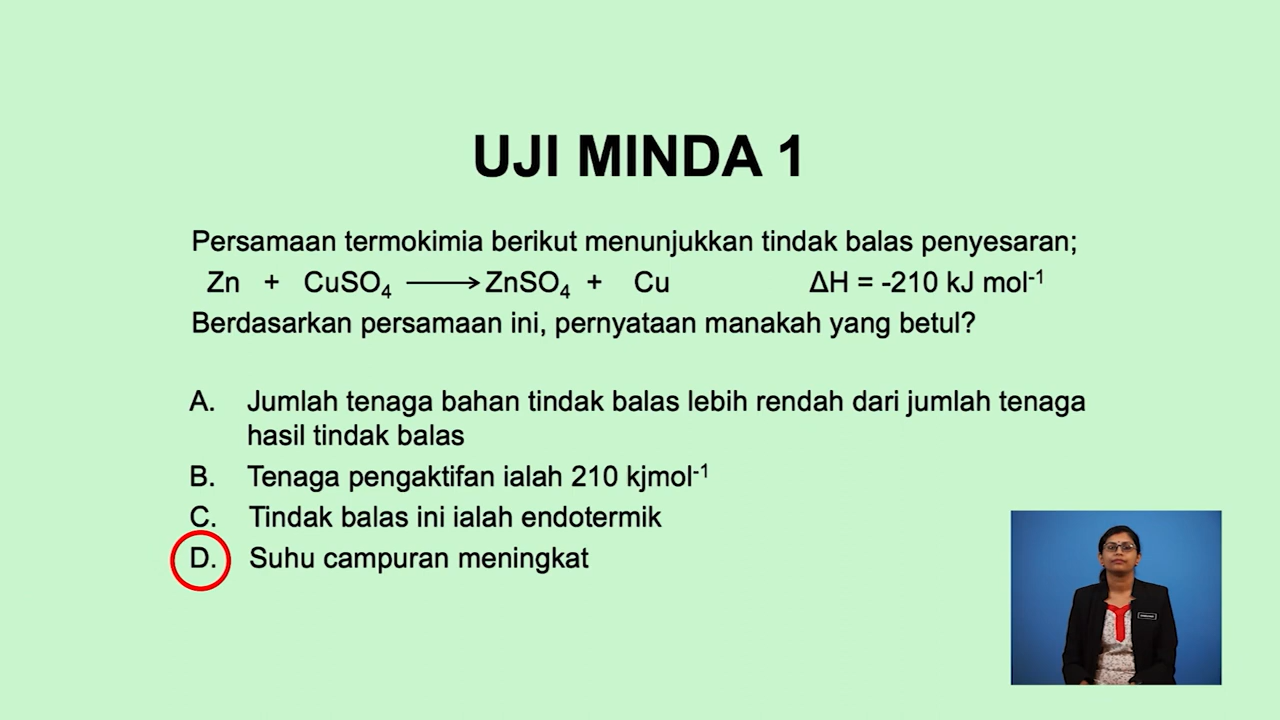 UJI MINDA 1
Persamaan termokimia berikut menunjukkan tindak balas penyesaran;
Zn + CuSO₄ ⟶ ZnSO₄ + Cu ΔH = -210 kJ mol⁻¹
Berdasarkan persamaan ini, pernyataan manakah yang betul?
A. Jumlah tenaga bahan tindak balas lebih rendah dari jumlah tenaga
hasil tindak balas
B. Tenaga pengaktifan ialah 210 kjmol⁻¹
C. Tindak balas ini ialah endotermik
D. Suhu campuran meningkat